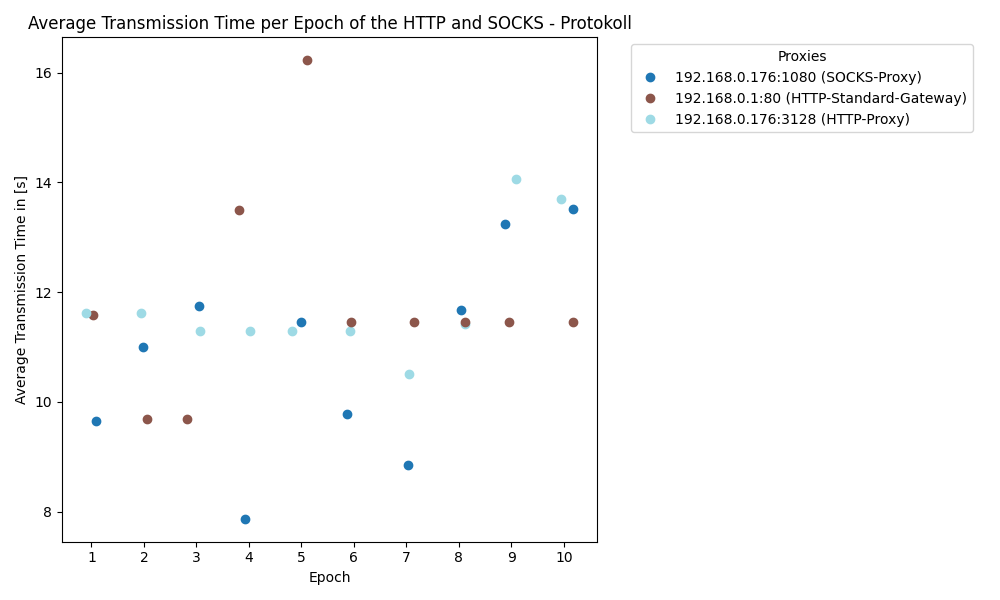 Average Transmission Time per Epoch of the HTTP and SOCKS - Protokoll
Proxies
192.168.0.176:1080 (SOCKS-Proxy)
192.168.0.1:80 (HTTP-Standard-Gateway)
192.168.0.176:3128 (HTTP-Proxy)
Average Transmission Time in [s]
16
14
12
10
8
1 2 3 4 5 6 7 8 9 10
Epoch